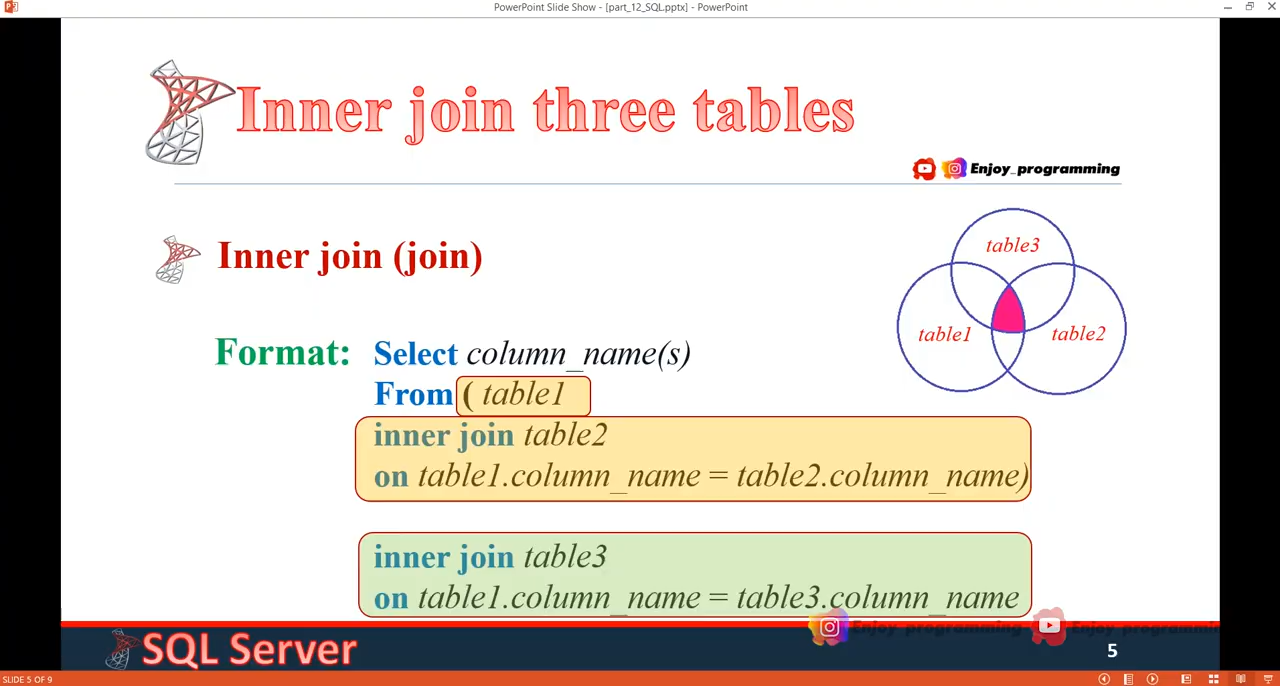 PowerPoint Slide Show - [part_12_SQL.pptx] - PowerPoint
Inner join three tables
Enjoy_programming
Inner join (join)
table3
table1
table2
Format: Select column_name(s)
From ( table1
inner join table2
on table1.column_name = table2.column_name)
inner join table3
on table1.column_name = table3.column_name
Enjoy_programming
Enjoy_programmin
SQL Server
5
SLIDE 5 OF 9